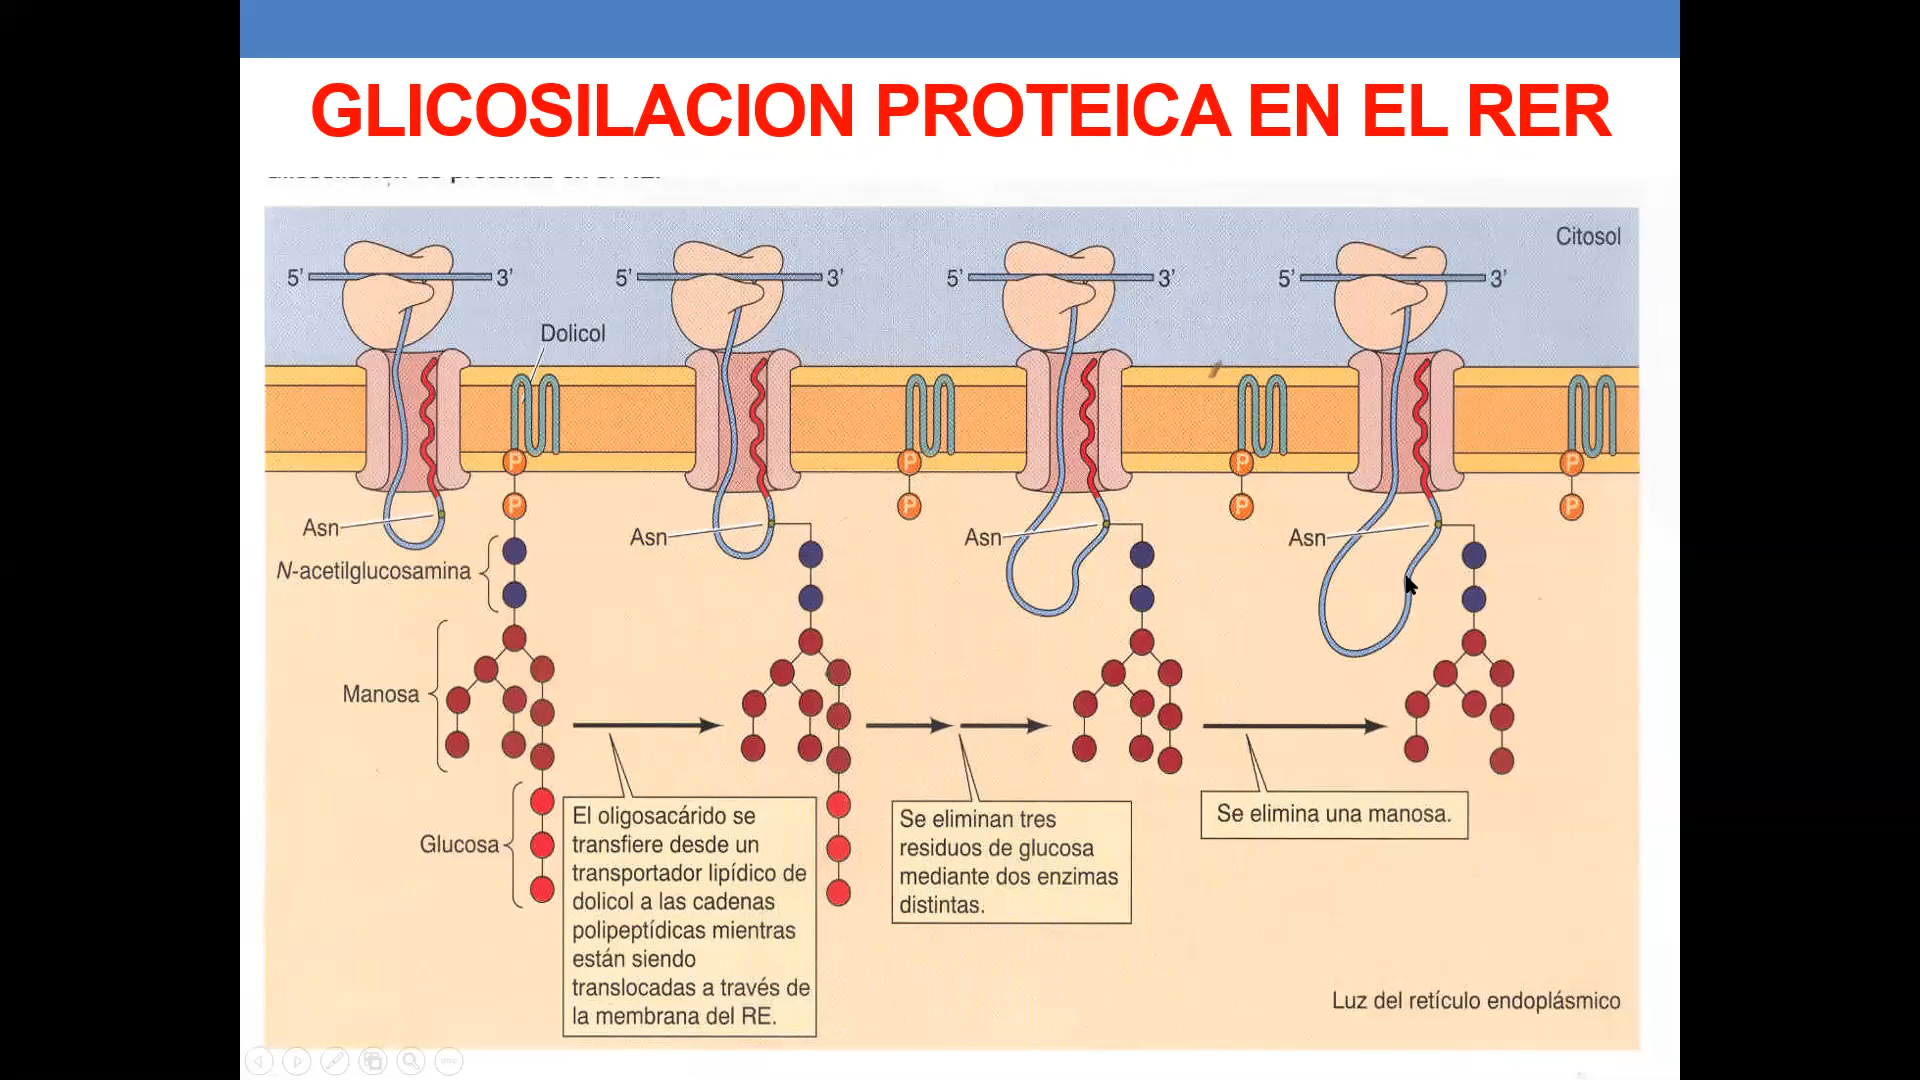 GLICOSILACION PROTEICA EN EL RER
Citosol
5’ 3’ 5’ 3’ 5’ 3’ 5’ 3’
Dolicol
P P P P
P P P P
Asn Asn Asn Asn
N-acetilglucosamina
Manosa
Glucosa
El oligosacárido se
transfiere desde un
transportador lipídico de
dolicol a las cadenas
polipeptídicas mientras
están siendo
translocadas a través de
la membrana del RE.
Se eliminan tres
residuos de glucosa
mediante dos enzimas
distintas.
Se elimina una manosa.
Luz del retículo endoplásmico